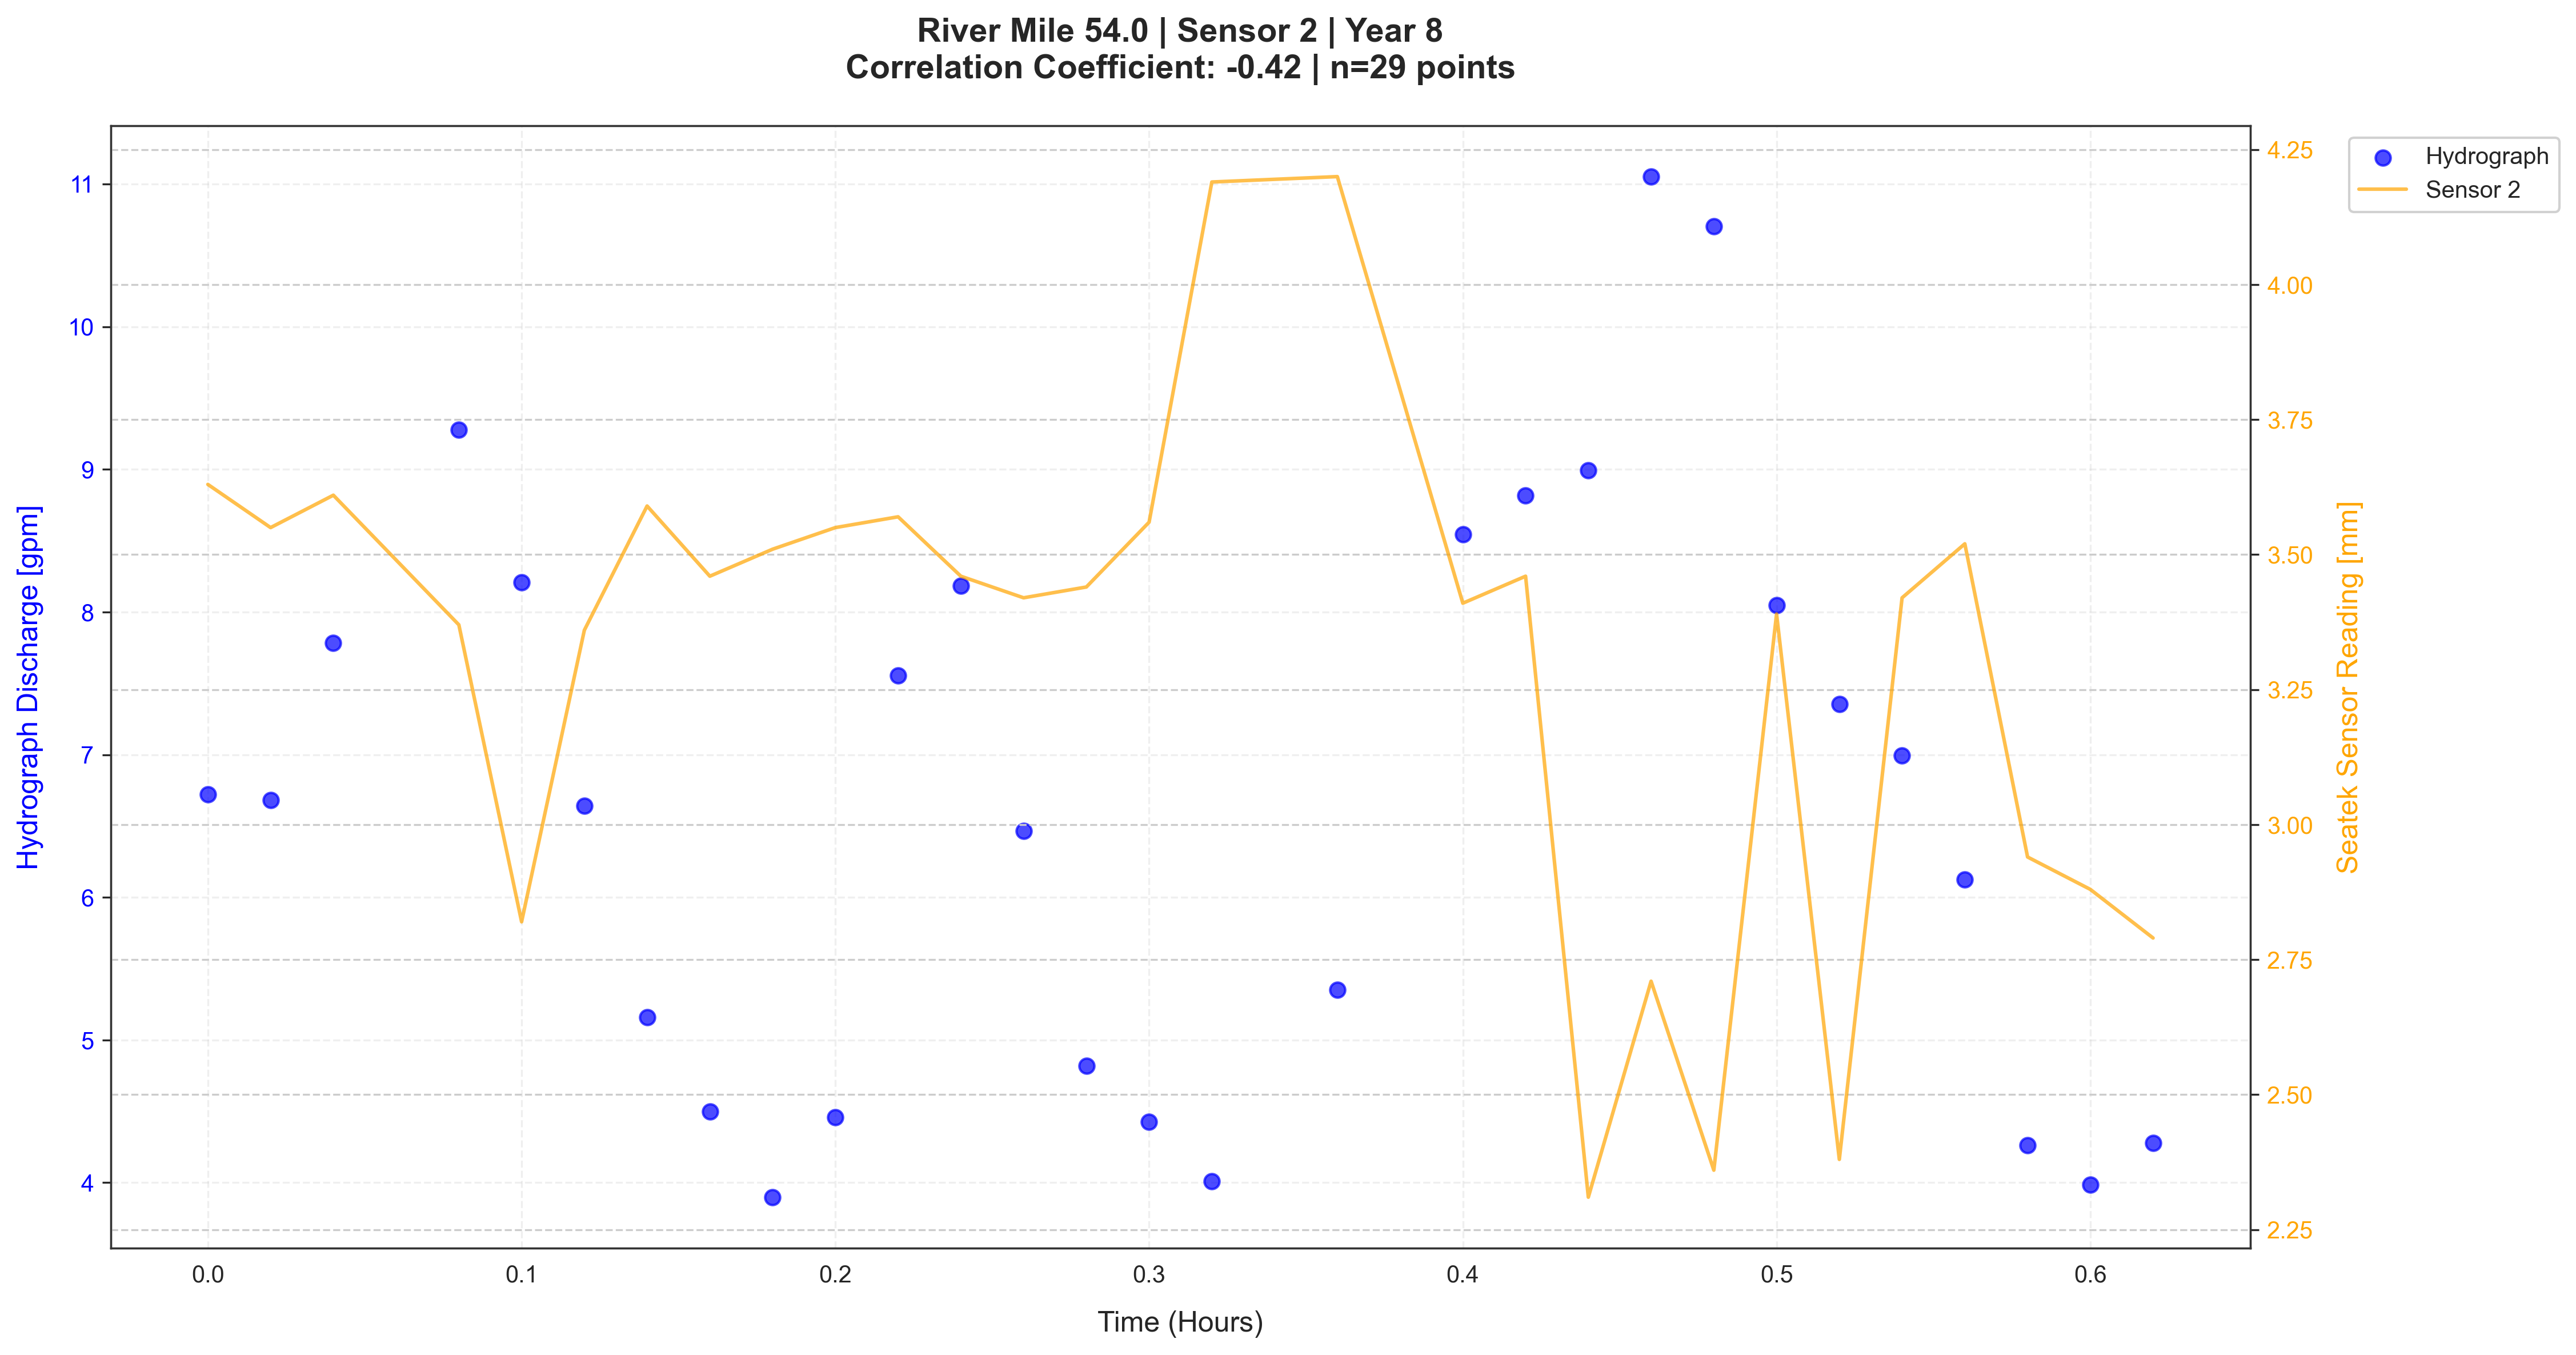 River Mile 54.0 | Sensor 2 | Year 8
Correlation Coefficient: -0.42 | n=29 points
Hydrograph
Sensor 2
Hydrograph Discharge [gpm]
11
10
9
8
7
6
5
4
Seatek Sensor Reading [mm]
4.25
4.00
3.75
3.50
3.25
3.00
2.75
2.50
2.25
0.0 0.1 0.2 0.3 0.4 0.5 0.6
Time (Hours)